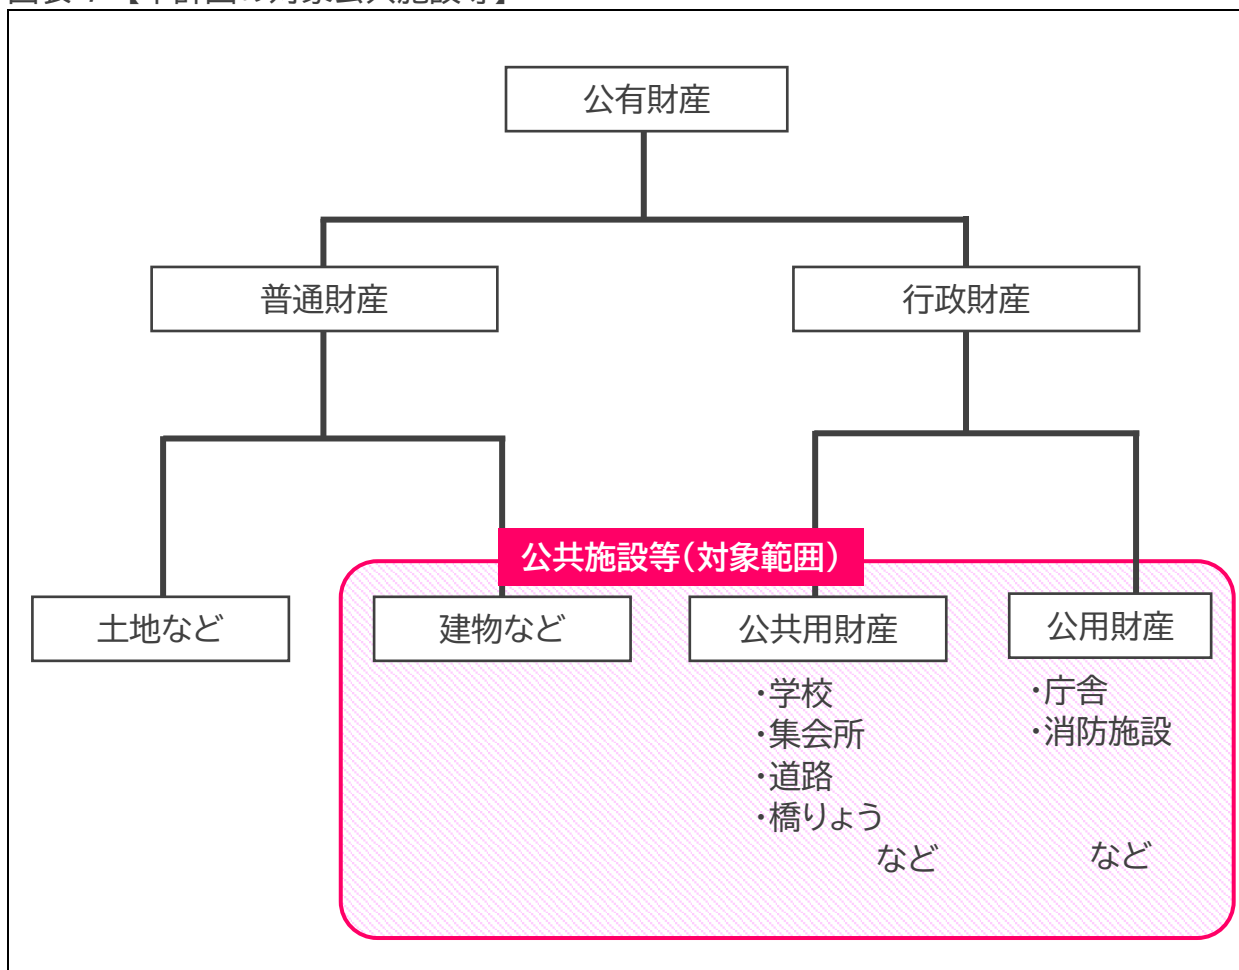 公有財産
普通財産
行政財産
公共施設等（対象範囲）
土地など
建物など
公共用財産
公用財産
・学校
・集会所
・道路
・橋りょう
など
・庁舎
・消防施設
など